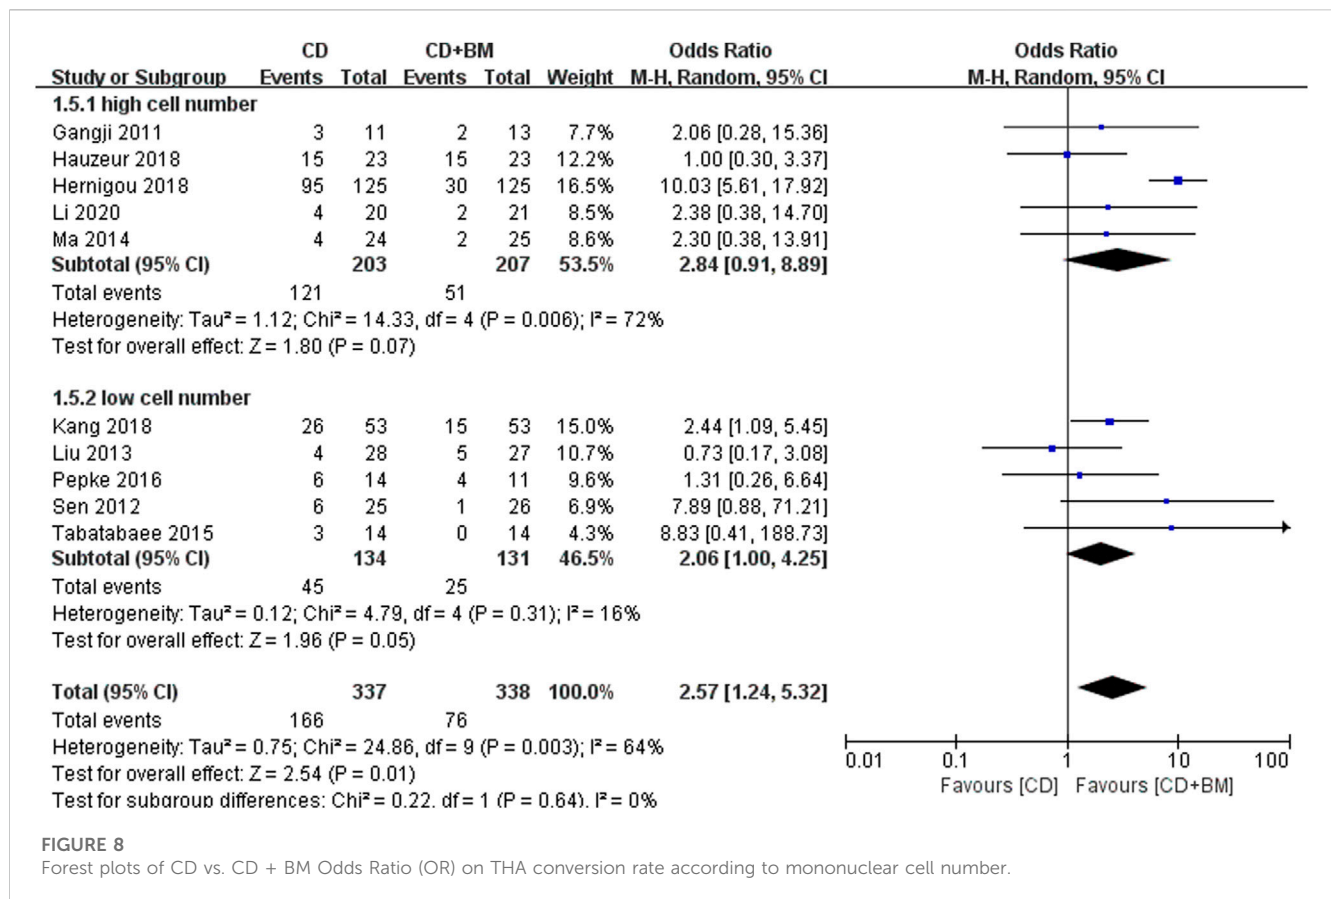 CD CD+BM Odds Ratio Odds Ratio
Study or Subgroup Events Total Events Total Weight M-H, Random, 95% CI M-H, Random, 95% CI
1.5.1 high cell number
Gangji 2011 3 11 2 13 7.7% 2.06 [0.28, 15.36]
Hauzeur 2018 15 23 15 23 12.2% 1.00 [0.30, 3.37]
Hernigou 2018 95 125 30 125 16.5% 10.03 [5.61, 17.92]
Li 2020 4 20 2 21 8.5% 2.38 [0.38, 14.70]
Ma 2014 4 24 2 25 8.6% 2.30 [0.38, 13.91]
Subtotal (95% CI) 203 207 53.5% 2.84 [0.91, 8.89]
Total events 121 51
Heterogeneity: Tau² = 1.12; Chi² = 14.33, df = 4 (P = 0.006); I² = 72%
Test for overall effect: Z = 1.80 (P = 0.07)
1.5.2 low cell number
Kang 2018 26 53 15 53 15.0% 2.44 [1.09, 5.45]
Liu 2013 4 28 5 27 10.7% 0.73 [0.17, 3.08]
Pepke 2016 6 14 4 11 9.6% 1.31 [0.26, 6.64]
Sen 2012 6 25 1 26 6.9% 7.89 [0.88, 71.21]
Tabatabaee 2015 3 14 0 14 4.3% 8.83 [0.41, 188.73]
Subtotal (95% CI) 134 131 46.5% 2.06 [1.00, 4.25]
Total events 45 25
Heterogeneity: Tau² = 0.12; Chi² = 4.79, df = 4 (P = 0.31); I² = 16%
Test for overall effect: Z = 1.96 (P = 0.05)
Total (95% CI) 337 338 100.0% 2.57 [1.24, 5.32]
Total events 166 76
Heterogeneity: Tau² = 0.75; Chi² = 24.86, df = 9 (P = 0.003); I² = 64%
Test for overall effect: Z = 2.54 (P = 0.01)
Test for subgroup differences: Chi² = 0.22, df = 1 (P = 0.64), I² = 0%
0.01 0.1 1 10 100
Favours [CD] Favours [CD+BM]
FIGURE 8
Forest plots of CD vs. CD + BM Odds Ratio (OR) on THA conversion rate according to mononuclear cell number.